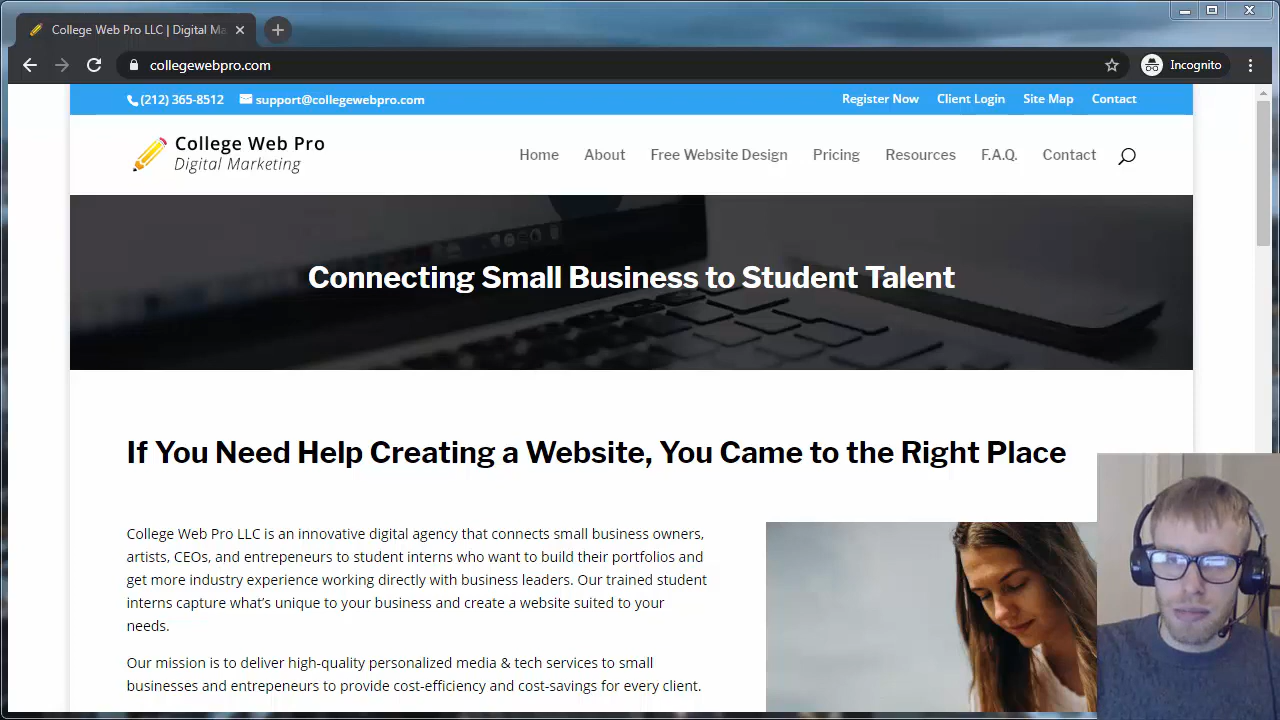 College Web Pro LLC | Digital Ma
collegewebpro.com
Incognito
(212) 365-8512 support@collegewebpro.com Register Now Client Login Site Map Contact
College Web Pro
Digital Marketing
Home About Free Website Design Pricing Resources F.A.Q. Contact
Connecting Small Business to Student Talent
If You Need Help Creating a Website, You Came to the Right Place
College Web Pro LLC is an innovative digital agency that connects small business owners,
artists, CEOs, and entrepeneurs to student interns who want to build their portfolios and
get more industry experience working directly with business leaders. Our trained student
interns capture what's unique to your business and create a website suited to your
needs.
Our mission is to deliver high-quality personalized media & tech services to small
businesses and entrepeneurs to provide cost-efficiency and cost-savings for every client.